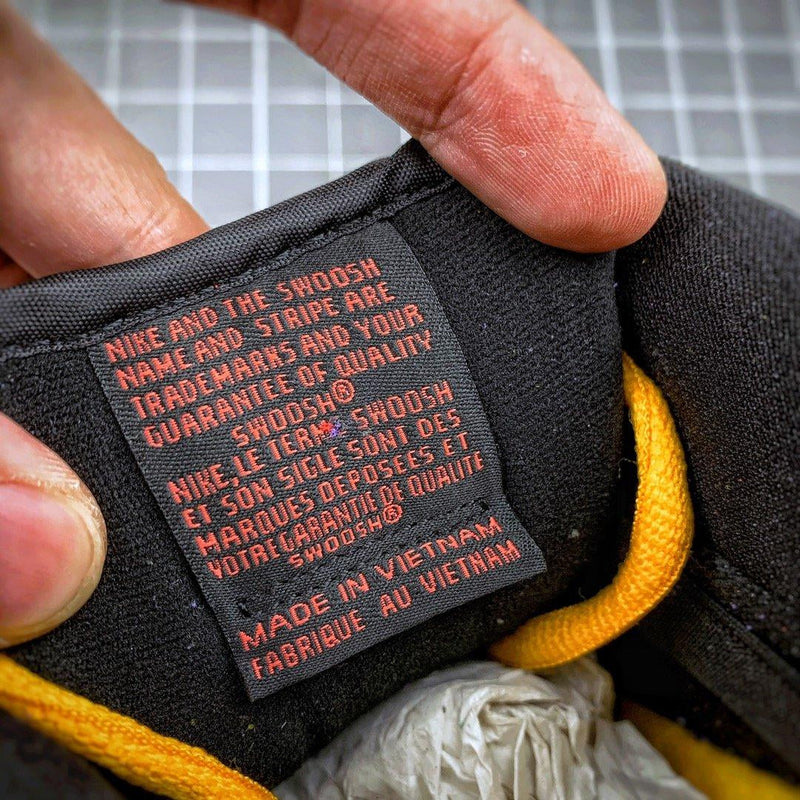 NIKE AND THE SWOOSH
NAME AND STRIPE ARE
TRADEMARKS AND YOUR
GUARANTEE OF QUALITY
SWOOSH®
NIKE, LE TERM SWOOSH
ET SON SIGLE SONT DES
MARQUES DEPOSEES ET
VOTRE GARANTIE DE QUALITE
SWOOSH®
MADE IN VIETNAM
FABRIQUE AU VIETNAM